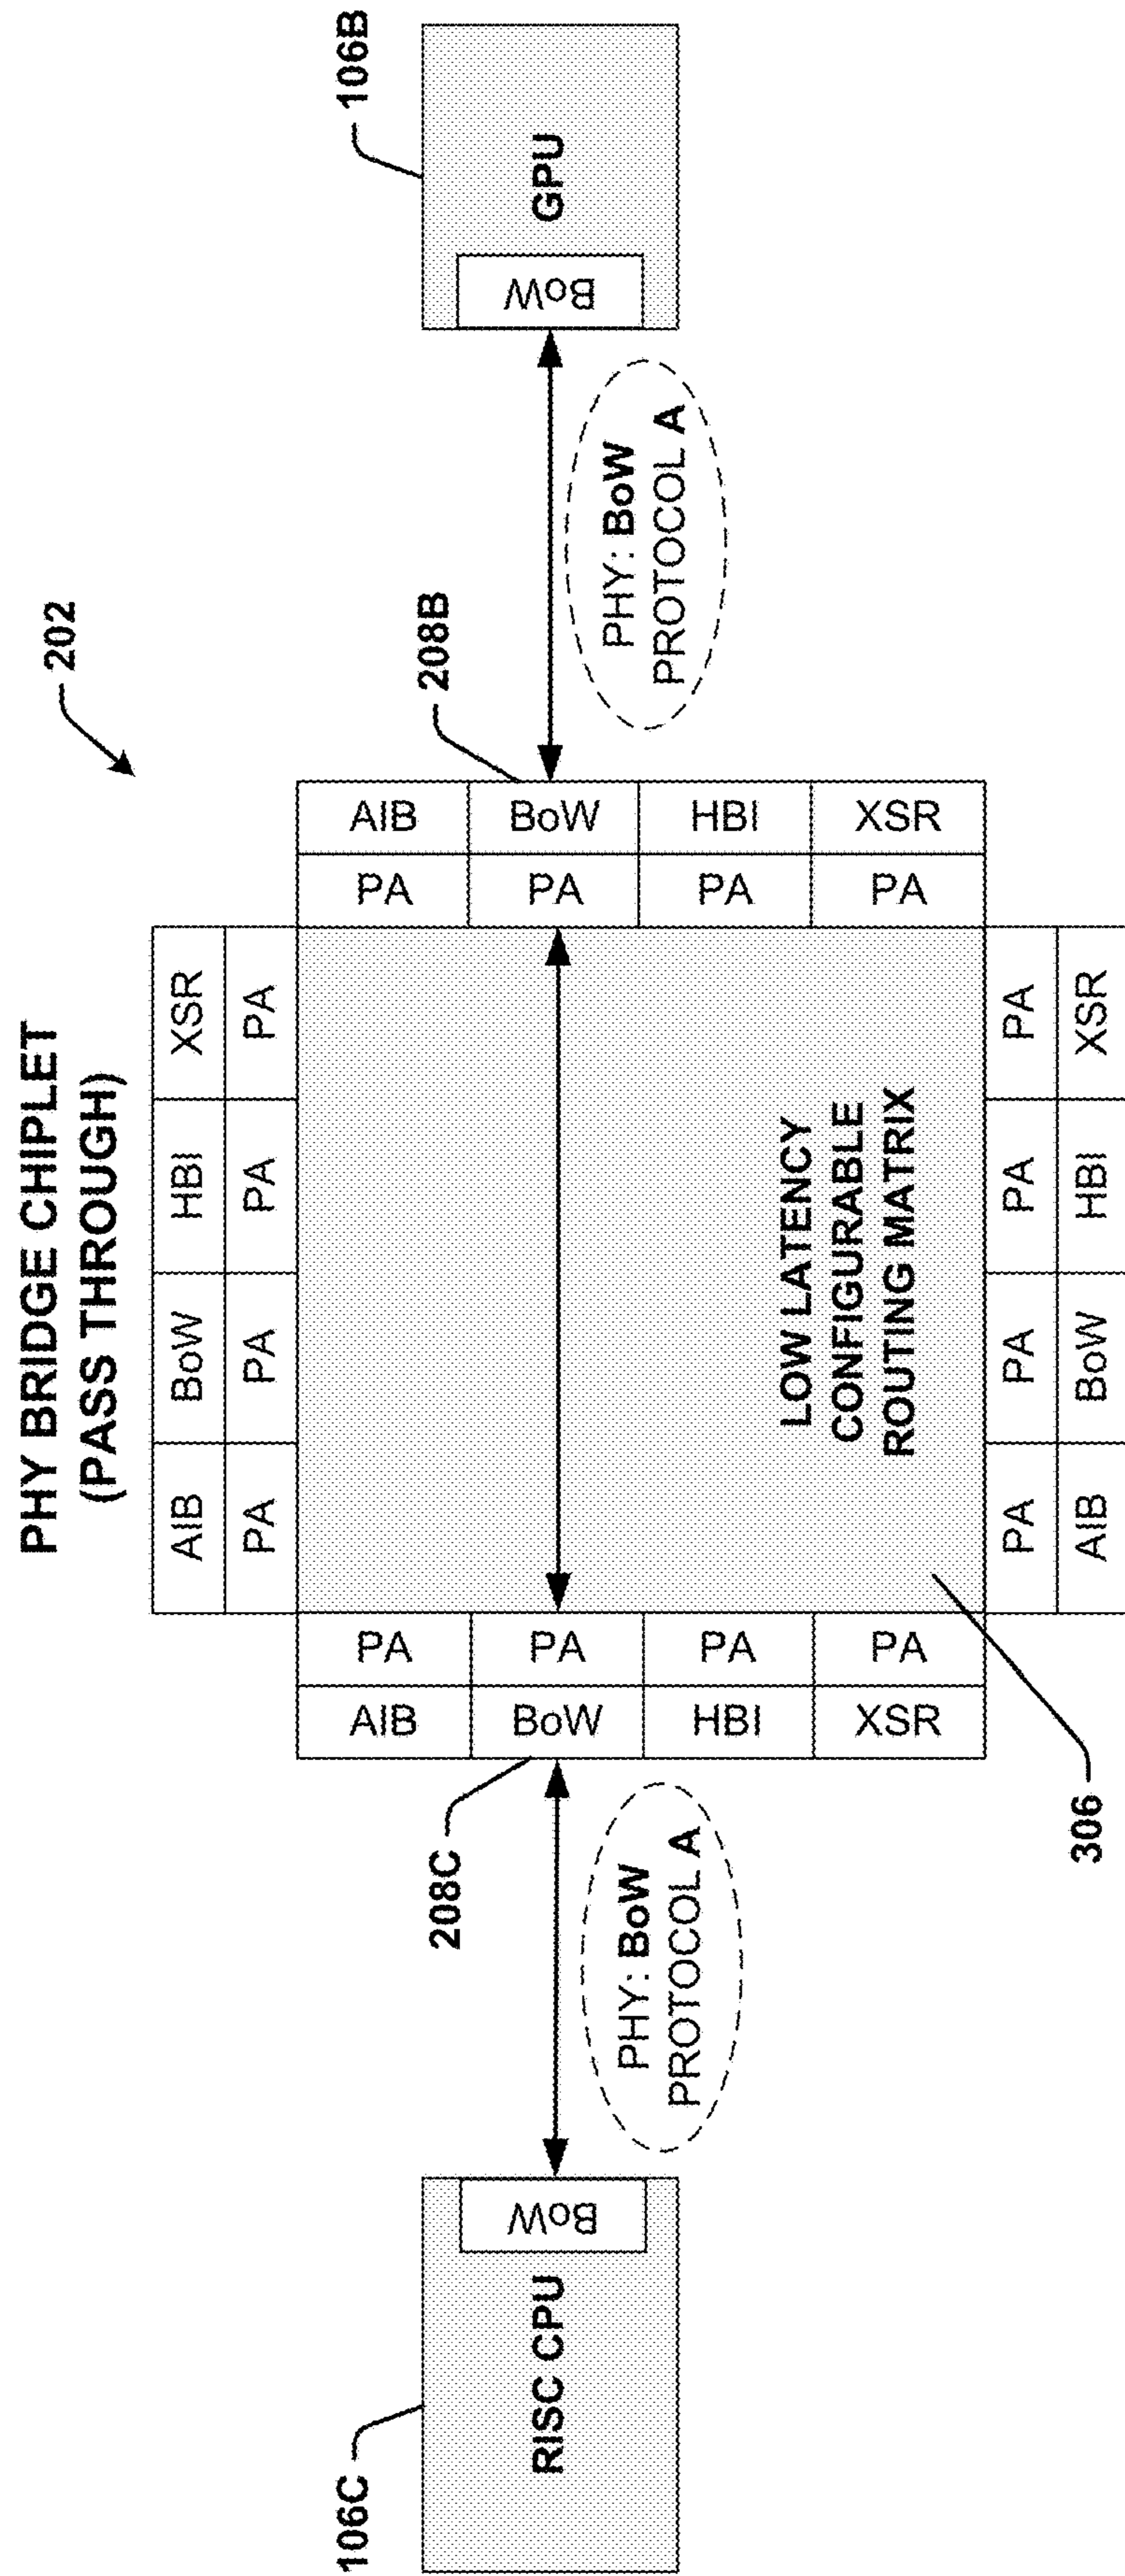 PHY BRIDGE CHIPLET
(PASS THROUGH)
202
AIB BoW HBI XSR
PA PA PA PA
106C
RISC CPU
BoW
PHY: BoW
PROTOCOL A
208C
AIB PA
BoW PA
HBI PA
XSR PA
LOW LATENCY
CONFIGURABLE
ROUTING MATRIX
306
PA AIB
PA BoW
PA HBI
PA XSR
208B
PHY: BoW
PROTOCOL A
106B
BoW
GPU
PA PA PA PA
AIB BoW HBI XSR